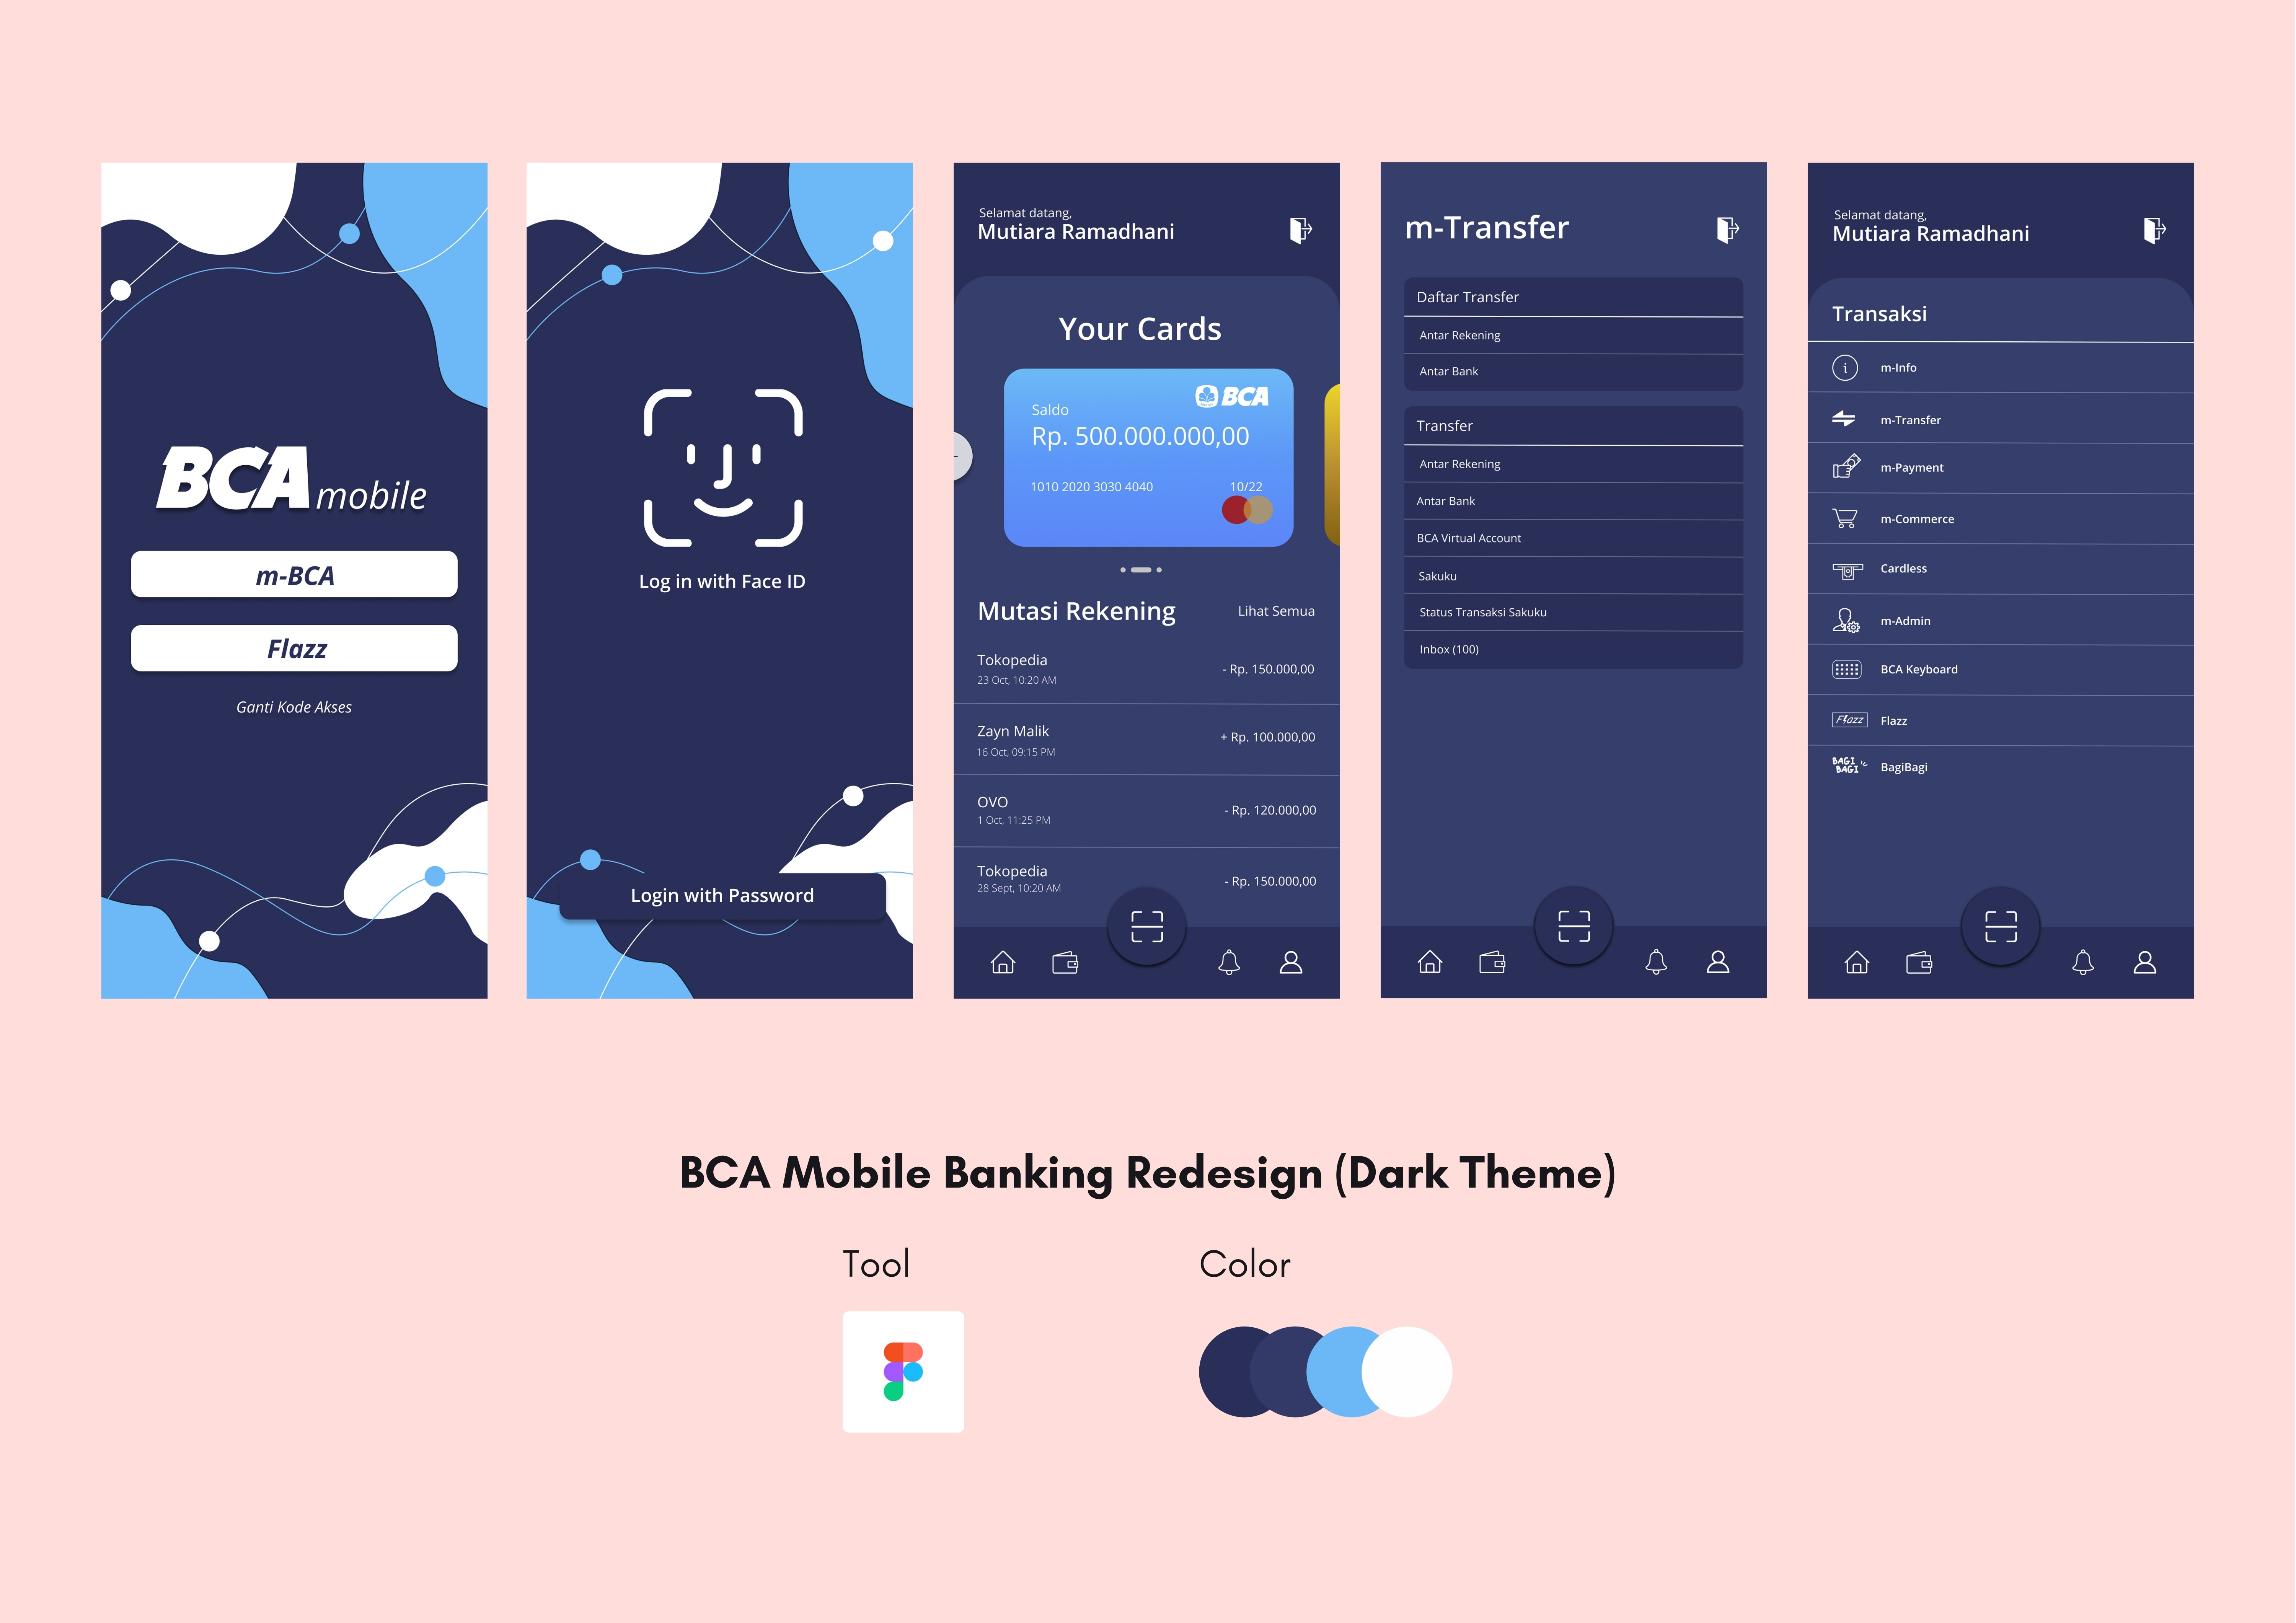 BCA mobile
m-BCA
Flazz
Ganti Kode Akses
Log in with Face ID
Login with Password
Selamat datang,
Mutiara Ramadhani
Your Cards
BCA
Saldo
Rp. 500.000.000,00
1010 2020 3030 4040 10/22
Mutasi Rekening Lihat Semua
Tokopedia
23 Oct, 10:20 AM
- Rp. 150.000,00
Zayn Malik
16 Oct, 09:15 PM
+ Rp. 100.000,00
OVO
1 Oct, 11:25 PM
- Rp. 120.000,00
Tokopedia
28 Sept, 10:20 AM
- Rp. 150.000,00
m-Transfer
Daftar Transfer
Antar Rekening
Antar Bank
Transfer
Antar Rekening
Antar Bank
BCA Virtual Account
Sakuku
Status Transaksi Sakuku
Inbox (100)
Selamat datang,
Mutiara Ramadhani
Transaksi
i m-Info
m-Transfer
m-Payment
m-Commerce
Cardless
m-Admin
BCA Keyboard
Flazz Flazz
BAGI
BAGI BagiBagi
BCA Mobile Banking Redesign (Dark Theme)
Tool
Color